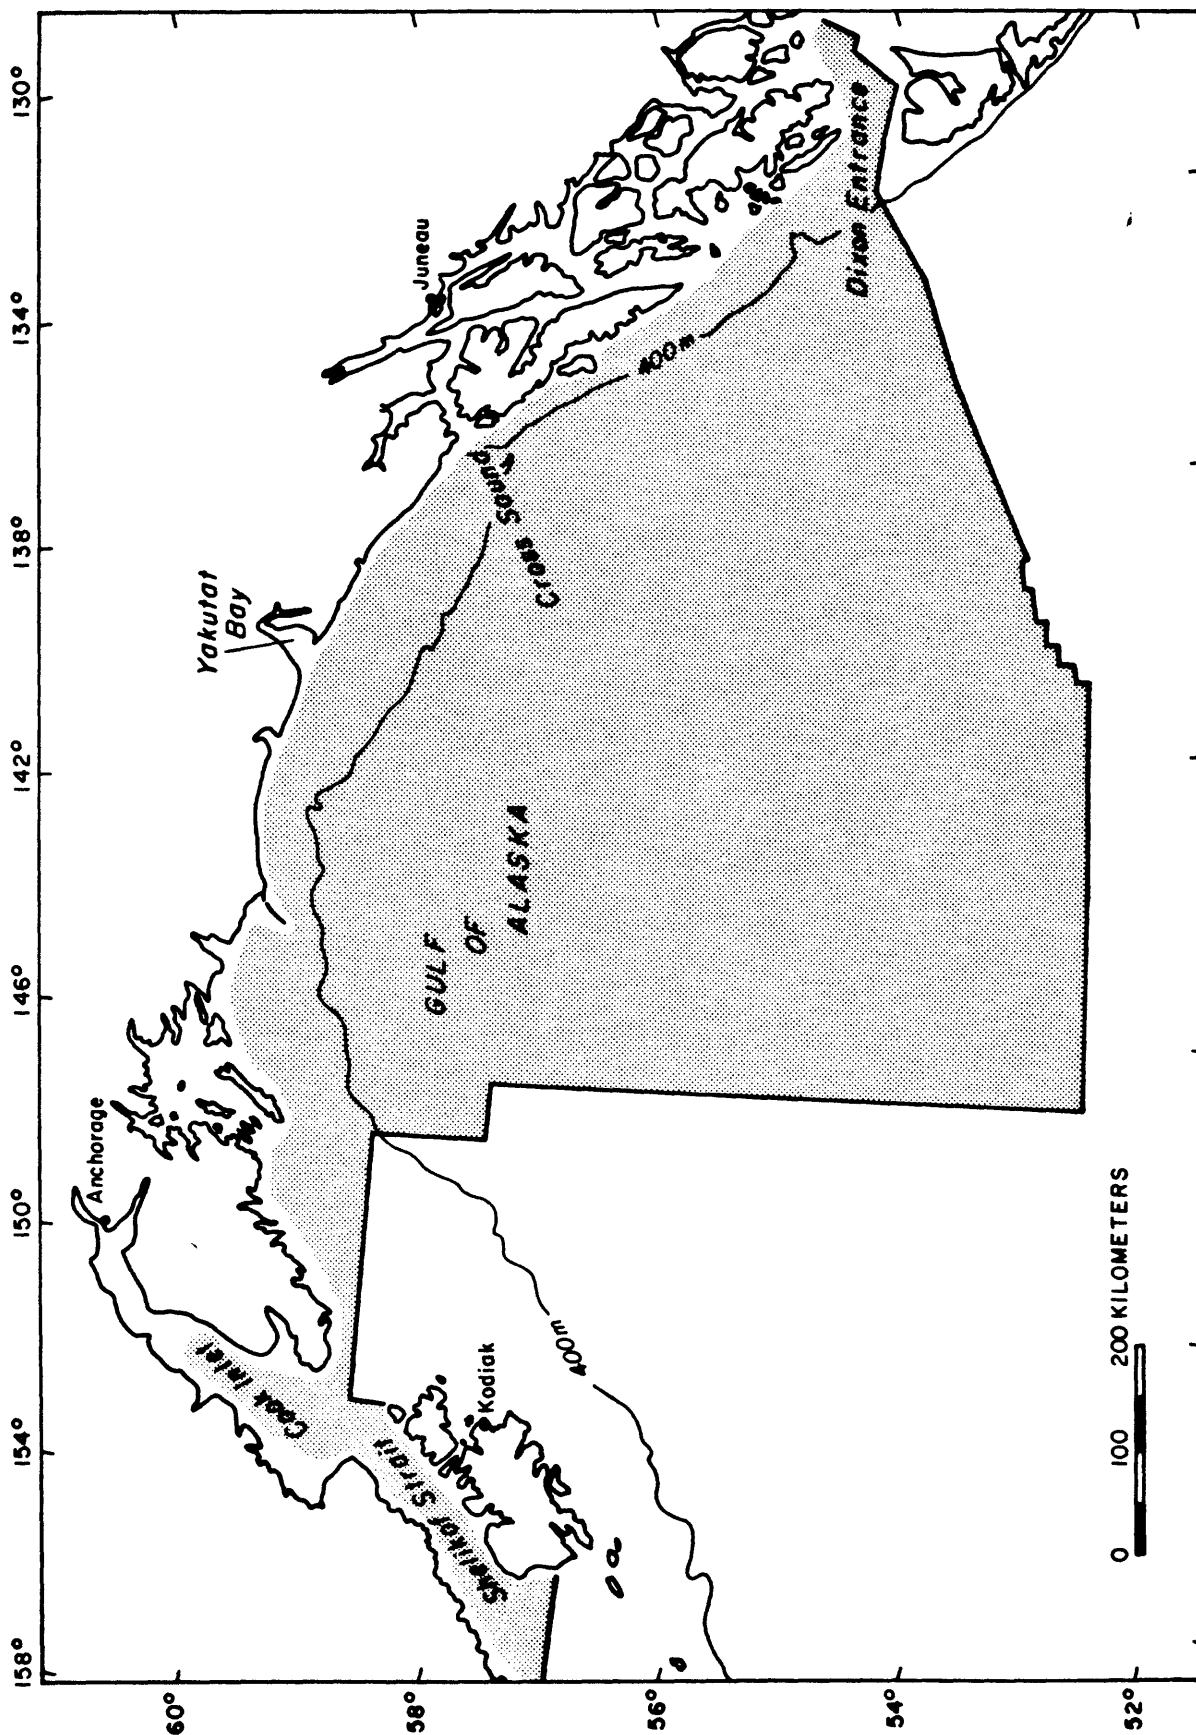 158°
154°
150°
146°
142°
138°
134°
130°
60°
58°
56°
54°
52°
Anchorage
Cook Inlet
Shelikof Strait
Kodiak
400m
GULF
OF
ALASKA
Yakutat
Bay
Cross Sound
Juneau
400m
Dixon Entrance
0 100 200 KILOMETERS